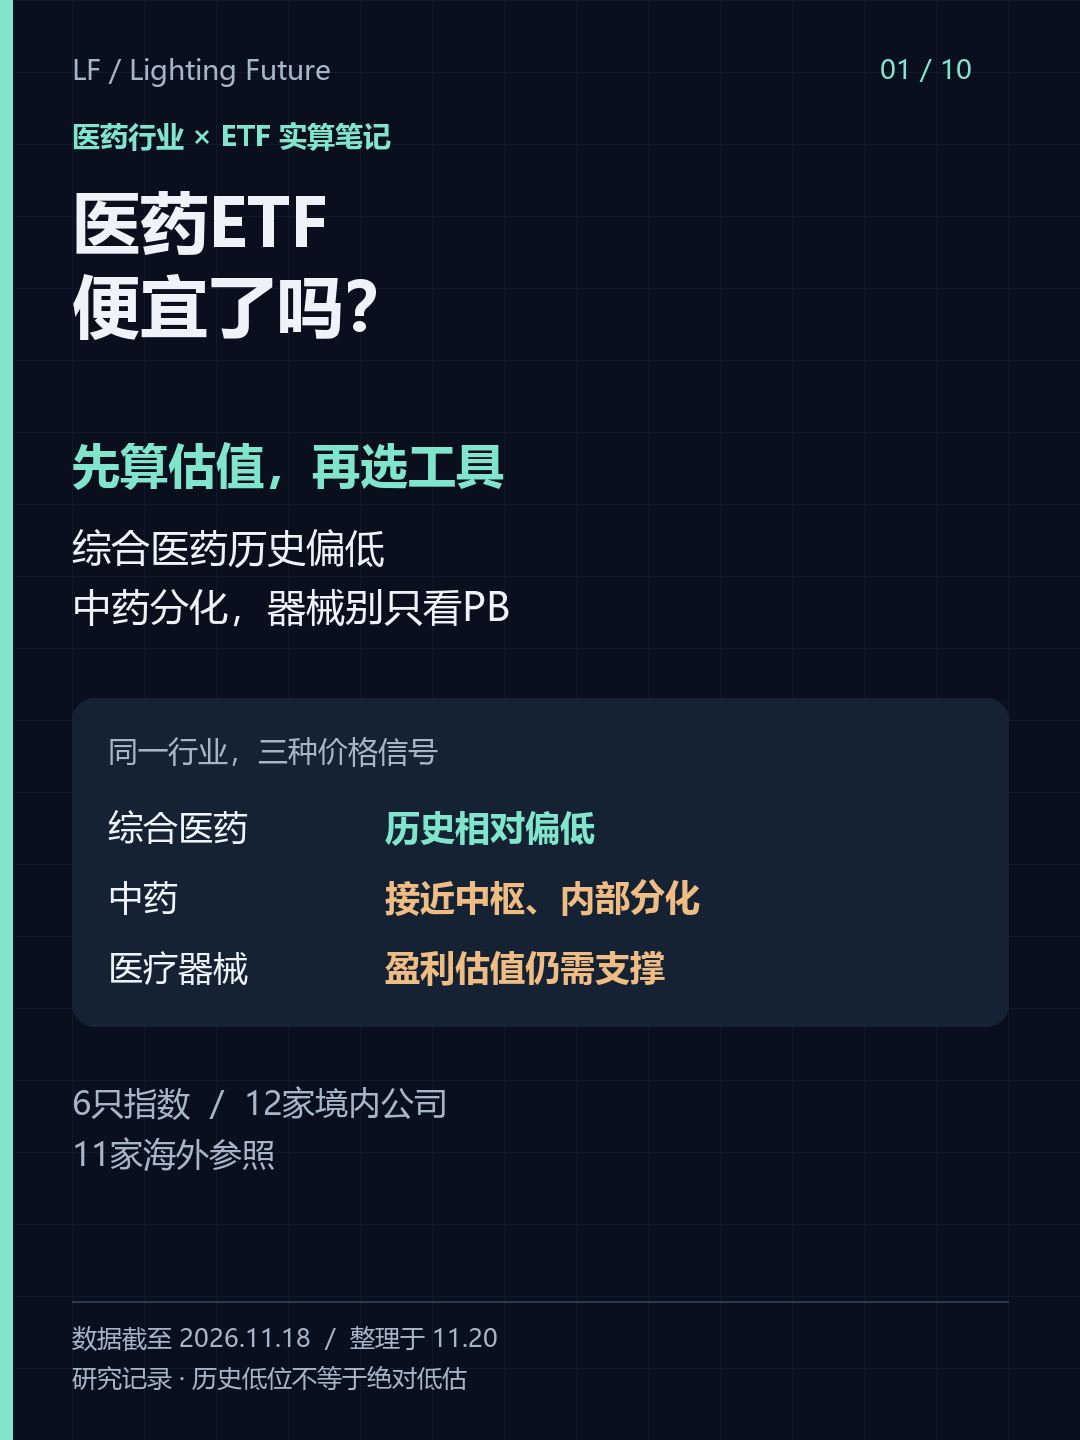 LF / Lighting Future
01 / 10
医药行业 × ETF 实算笔记
医药ETF
便宜了吗？
先算估值，再选工具
综合医药历史偏低
中药分化，器械别只看PB
同一行业，三种价格信号
综合医药 历史相对偏低
中药 接近中枢、内部分化
医疗器械 盈利估值仍需支撑
6只指数 / 12家境内公司
11家海外参照
数据截至 2026.11.18 / 整理于 11.20
研究记录 · 历史低位不等于绝对低估